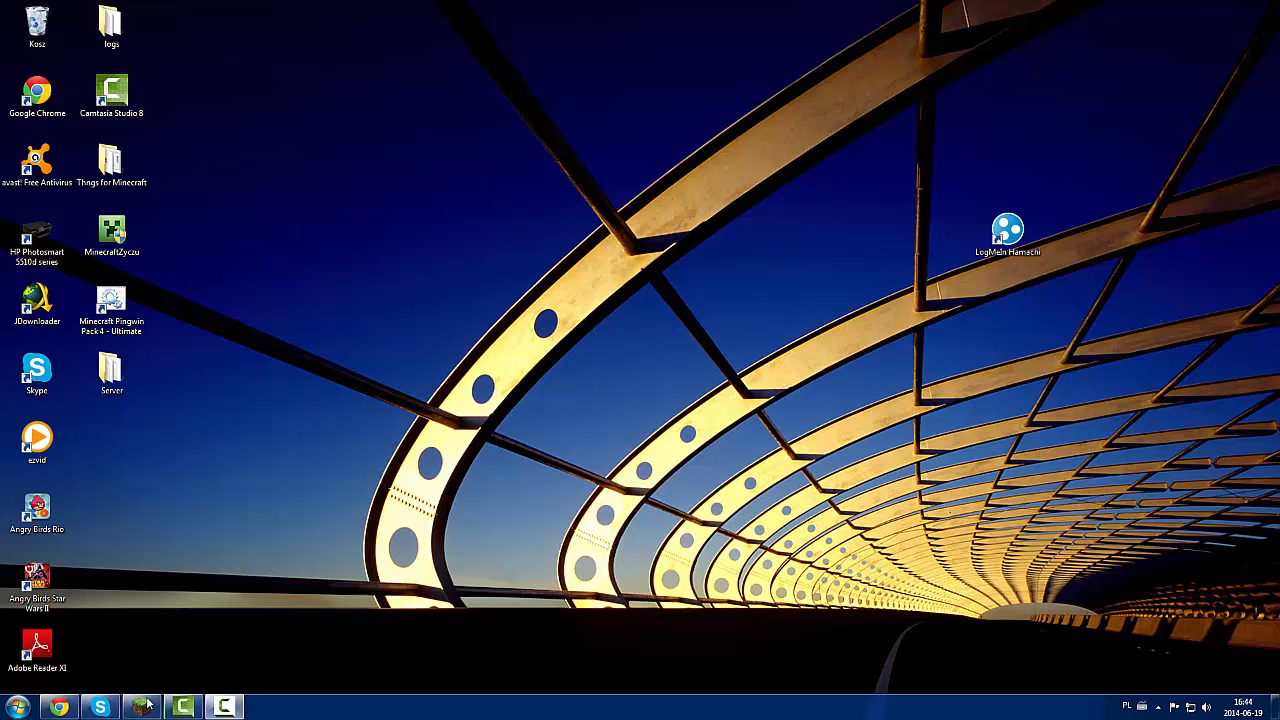 Kosz
logs
Google Chrome
Camtasia Studio 8
avast! Free Antivirus
Thngs for Minecraft
HP Photosmart
5510d series
MinecraftZyczu
LogMeIn Hamachi
JDownloader
Minecraft Pingwin
Pack 4 - Ultimate
Skype
Server
ezvid
Angry Birds Rio
Angry Birds Star
Wars II
Adobe Reader XI
PL
16:44
2014-06-19